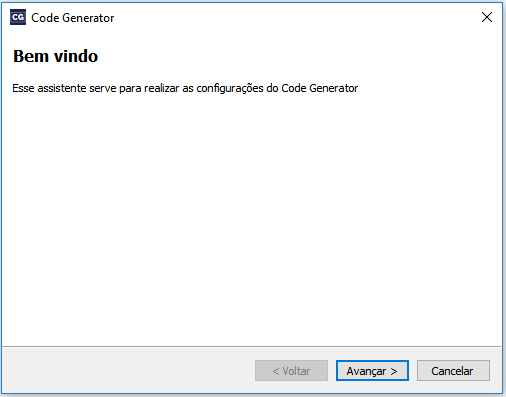 CG Code Generator
Bem vindo
Esse assistente serve para realizar as configurações do Code Generator
< Voltar Avançar > Cancelar